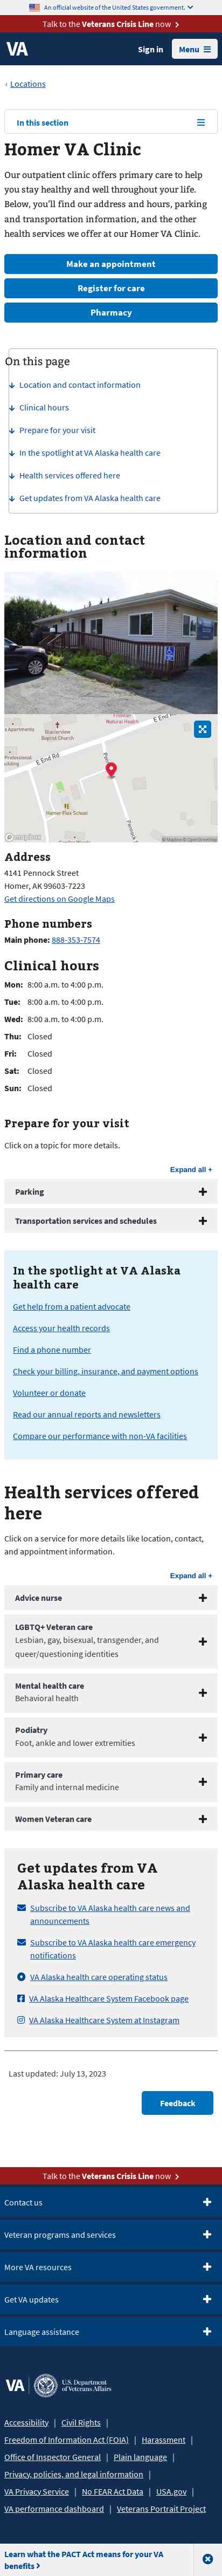 An official website of the United States government.
Talk to the Veterans Crisis Line now
VA
Sign in
Menu
Locations
In this section
Homer VA Clinic
Our outpatient clinic offers primary care to help
you stay healthy and well throughout your life.
Below, you'll find our address and hours, parking
and transportation information, and the other
health services we offer at our Homer VA Clinic.
Make an appointment
Register for care
Pharmacy
On this page
Location and contact information
Clinical hours
Prepare for your visit
In the spotlight at VA Alaska health care
Health services offered here
Get updates from VA Alaska health care
Location and contact
information
Apartments
Blackerview
Baptist Church
E End Rd
E End Rd
Homer Flex School
mapbox
© Mapbox © OpenStreetMap
Address
4141 Pennock Street
Homer, AK 99603-7223
Get directions on Google Maps
Phone numbers
Main phone: 888-353-7574
Clinical hours
Mon: 8:00 a.m. to 4:00 p.m.
Tue: 8:00 a.m. to 4:00 p.m.
Wed: 8:00 a.m. to 4:00 p.m.
Thu: Closed
Fri: Closed
Sat: Closed
Sun: Closed
Prepare for your visit
Click on a topic for more details.
Expand all +
Parking
Transportation services and schedules
In the spotlight at VA Alaska
health care
Get help from a patient advocate
Access your health records
Find a phone number
Check your billing, insurance, and payment options
Volunteer or donate
Read our annual reports and newsletters
Compare our performance with non-VA facilities
Health services offered
here
Click on a service for more details like location, contact,
and appointment information.
Expand all +
Advice nurse
LGBTQ+ Veteran care
Lesbian, gay, bisexual, transgender, and
queer/questioning identities
Mental health care
Behavioral health
Podiatry
Foot, ankle and lower extremities
Primary care
Family and internal medicine
Women Veteran care
Get updates from VA
Alaska health care
Subscribe to VA Alaska health care news and
announcements
Subscribe to VA Alaska health care emergency
notifications
VA Alaska health care operating status
VA Alaska Healthcare System Facebook page
VA Alaska Healthcare System at Instagram
Last updated: July 13, 2023
Feedback
Talk to the Veterans Crisis Line now
Contact us
Veteran programs and services
More VA resources
Get VA updates
Language assistance
VA
U.S. Department
of Veterans Affairs
Accessibility | Civil Rights |
Freedom of Information Act (FOIA) | Harassment |
Office of Inspector General | Plain language |
Privacy, policies, and legal information |
VA Privacy Service | No FEAR Act Data | USA.gov |
VA performance dashboard | Veterans Portrait Project
Learn what the PACT Act means for your VA
benefits